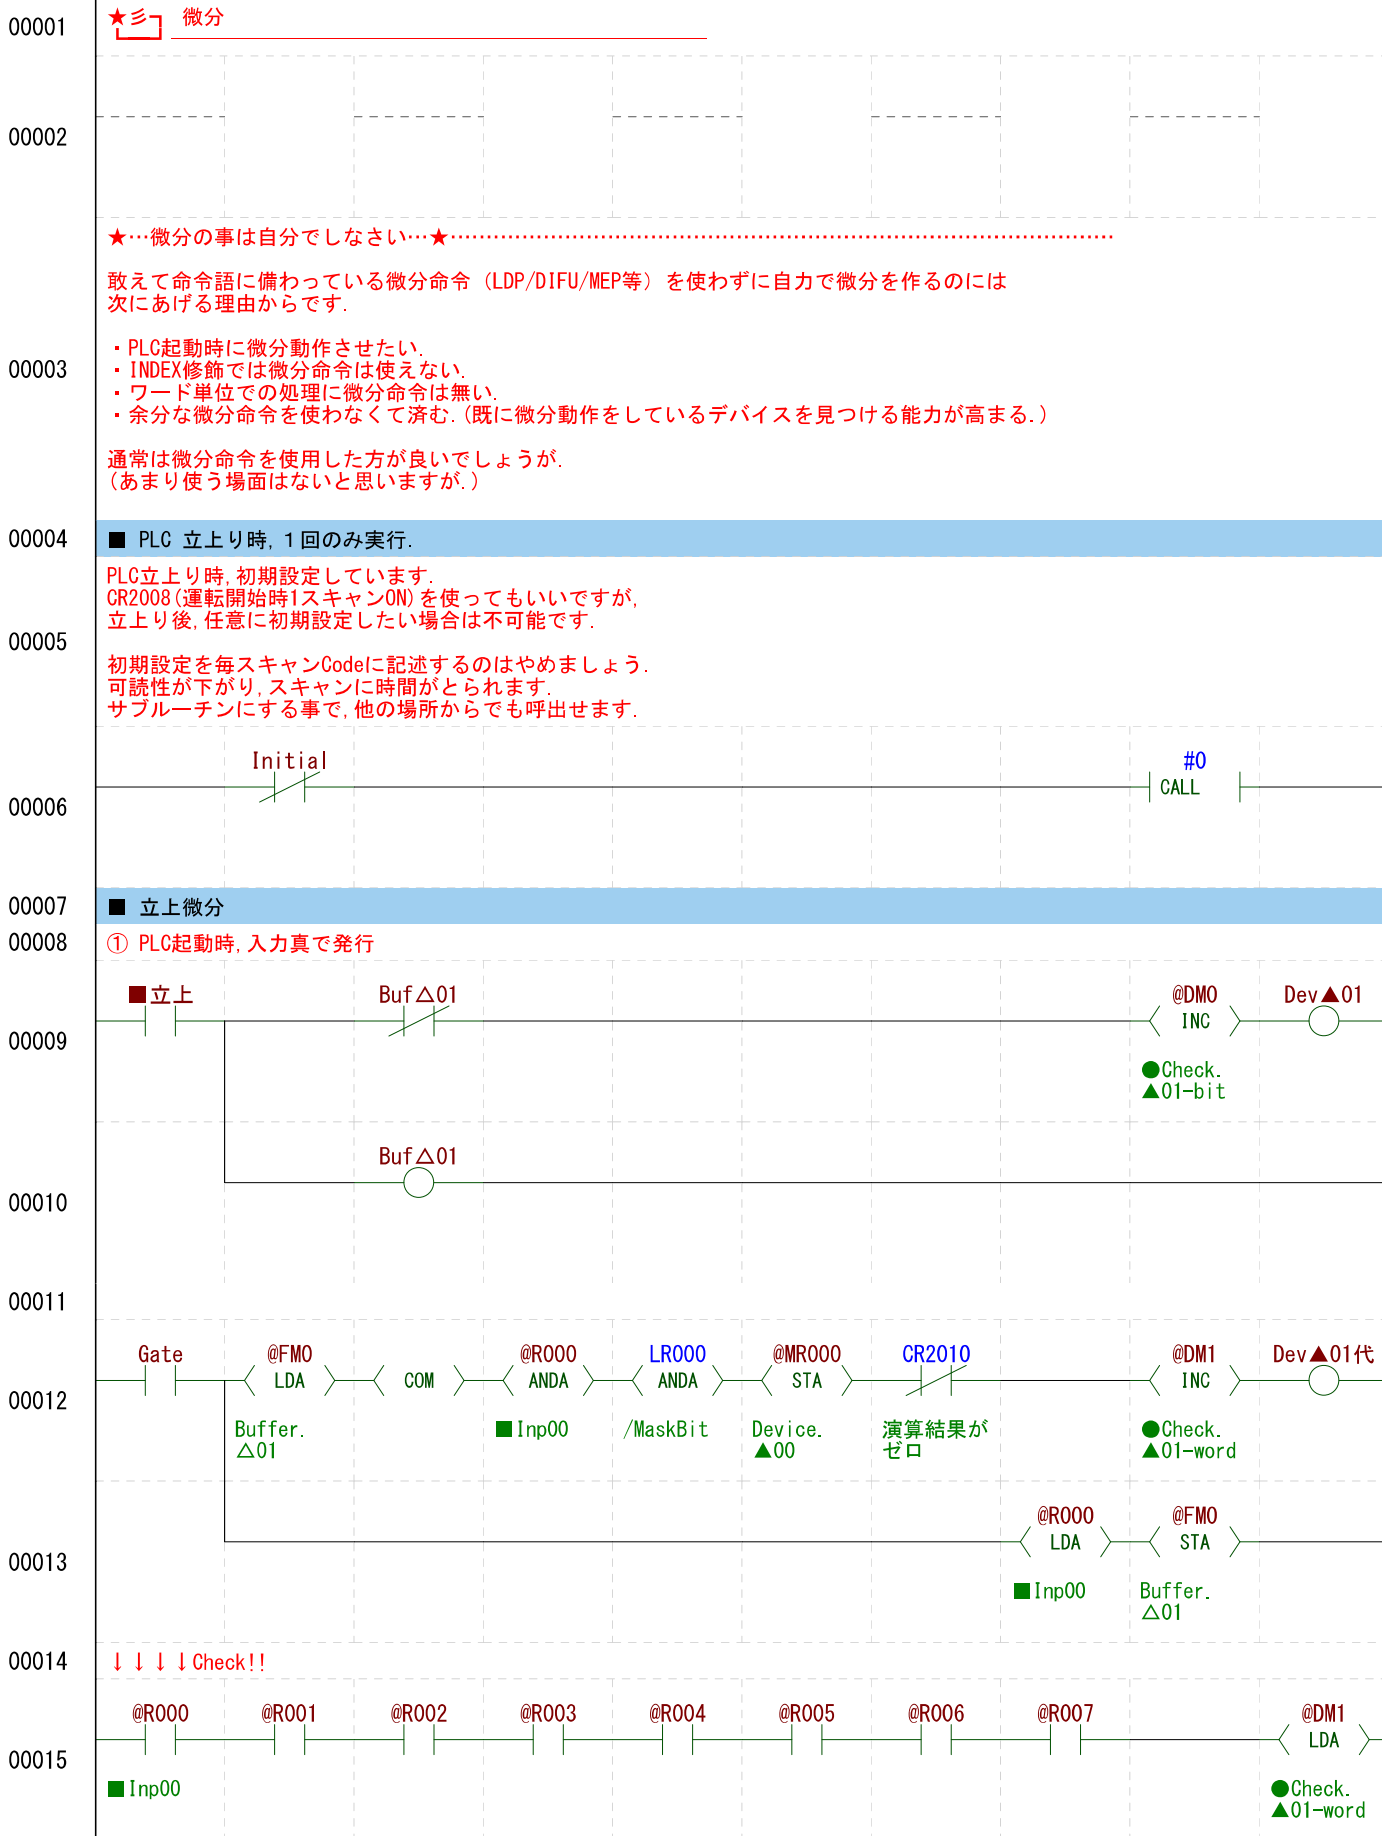 00001
★彡┐ 微分
00002
★…微分の事は自分でしなさい…★……………………………………………………………………………………
敢えて命令語に備わっている微分命令 (LDP/DIFU/MEP等) を使わずに自力で微分を作るのには
次にあげる理由からです.
00003
・PLC起動時に微分動作させたい.
・INDEX修飾では微分命令は使えない.
・ワード単位での処理に微分命令は無い.
・余分な微分命令を使わなくて済む.(既に微分動作をしているデバイスを見つける能力が高まる.)
通常は微分命令を使用した方が良いでしょうが.
(あまり使う場面はないと思いますが.)
00004
■ PLC 立上り時,１回のみ実行.
PLC立上り時,初期設定しています.
CR2008(運転開始時1スキャンON)を使ってもいいですが,
立上り後,任意に初期設定したい場合は不可能です.
00005
初期設定を毎スキャンCodeに記述するのはやめましょう.
可読性が下がり,スキャンに時間がとられます.
サブルーチンにする事で,他の場所からでも呼出せます.
Initial #0
CALL
00006
00007
■ 立上微分
00008
① PLC起動時,入力真で発行
■立上 Buf△01 @DM0 Dev▲01
INC
00009
●Check.
▲01-bit
Buf△01
00010
00011
Gate @FM0 @R000 LR000 @MR000 CR2010 @DM1 Dev▲01代
LDA COM ANDA ANDA STA INC
00012
Buffer. ■Inp00 /MaskBit Device. 演算結果が ●Check.
△01 ▲00 ゼロ ▲01-word
@R000 @FM0
LDA STA
00013
■Inp00 Buffer.
△01
00014
↓↓↓↓Check!!
@R000 @R001 @R002 @R003 @R004 @R005 @R006 @R007 @DM1
LDA
00015
■Inp00 ●Check.
▲01-word